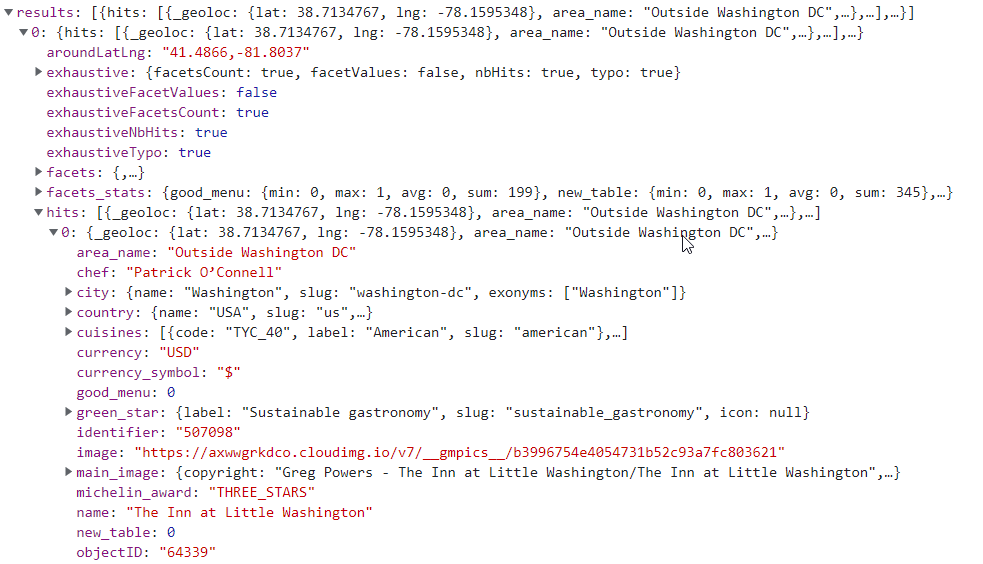 results: [{hits: [{_geoloc: {lat: 38.7134767, lng: -78.1595348}, area_name: "Outside Washington DC",…},…],…}]
0: {hits: [{_geoloc: {lat: 38.7134767, lng: -78.1595348}, area_name: "Outside Washington DC",…},…],…}
aroundLatLng: "41.4866,-81.8037"
exhaustive: {facetsCount: true, facetValues: false, nbHits: true, typo: true}
exhaustiveFacetValues: false
exhaustiveFacetsCount: true
exhaustiveNbHits: true
exhaustiveTypo: true
facets: {,…}
facets_stats: {good_menu: {min: 0, max: 1, avg: 0, sum: 199}, new_table: {min: 0, max: 1, avg: 0, sum: 345},…}
hits: [{_geoloc: {lat: 38.7134767, lng: -78.1595348}, area_name: "Outside Washington DC",…},…]
0: {_geoloc: {lat: 38.7134767, lng: -78.1595348}, area_name: "Outside Washington DC",…}
area_name: "Outside Washington DC"
chef: "Patrick O’Connell"
city: {name: "Washington", slug: "washington-dc", exonyms: ["Washington"]}
country: {name: "USA", slug: "us",…}
cuisines: [{code: "TYC_40", label: "American", slug: "american"},…]
currency: "USD"
currency_symbol: "$"
good_menu: 0
green_star: {label: "Sustainable gastronomy", slug: "sustainable_gastronomy", icon: null}
identifier: "507098"
image: "https://axwwgrkdco.cloudimg.io/v7/__gmpics__/b3996754e4054731b52c93a7fc803621"
main_image: {copyright: "Greg Powers - The Inn at Little Washington/The Inn at Little Washington",…}
michelin_award: "THREE_STARS"
name: "The Inn at Little Washington"
new_table: 0
objectID: "64339"